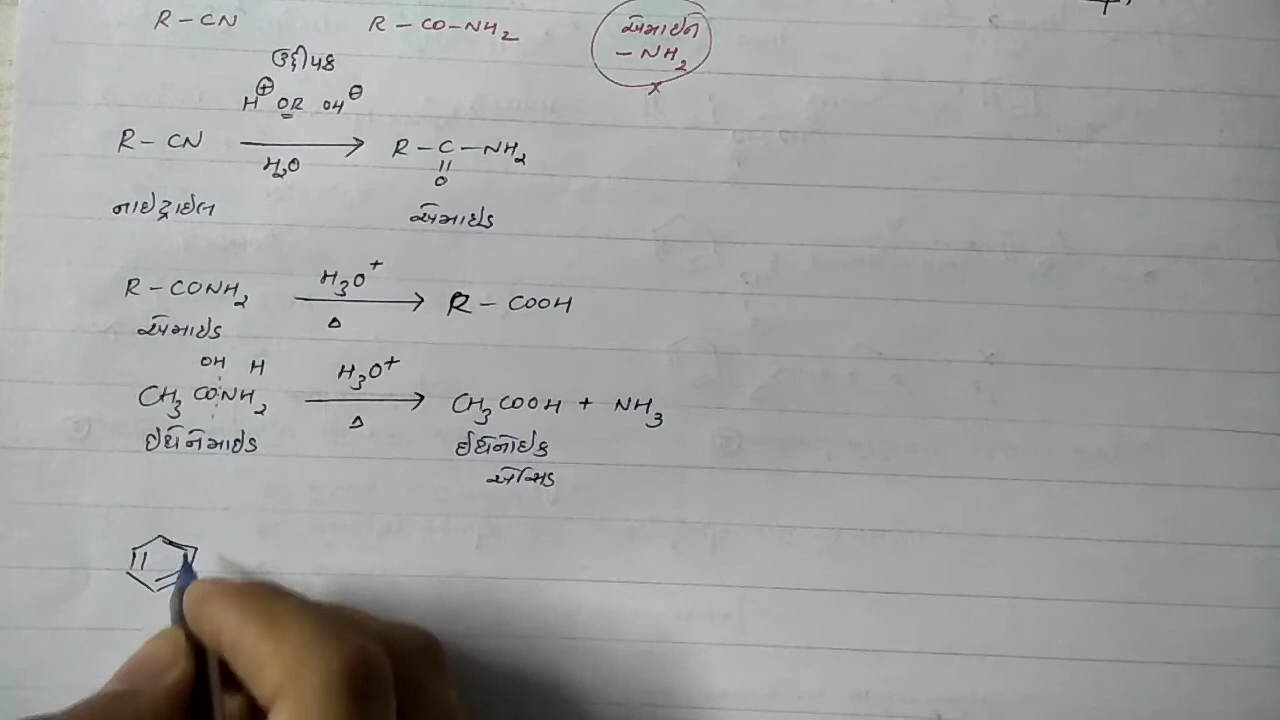 R – CN R – CO – NH₂ એમાઇન
– NH₂
x
ઉદ્દીપક
H⊕ OR OH⊖
R – CN ⟶ R – C – NH₂
H₂O ||
O
નાઇટ્રાઇલ એમાઇડ
R – CONH₂ H₃O⁺ ⟶ R – COOH
એમાઇડ Δ
OH H
CH₃ CONH₂ H₃O⁺ ⟶ CH₃COOH + NH₃
Δ
ઇથેનેમાઇડ ઇથેનોઇક
એસિડ